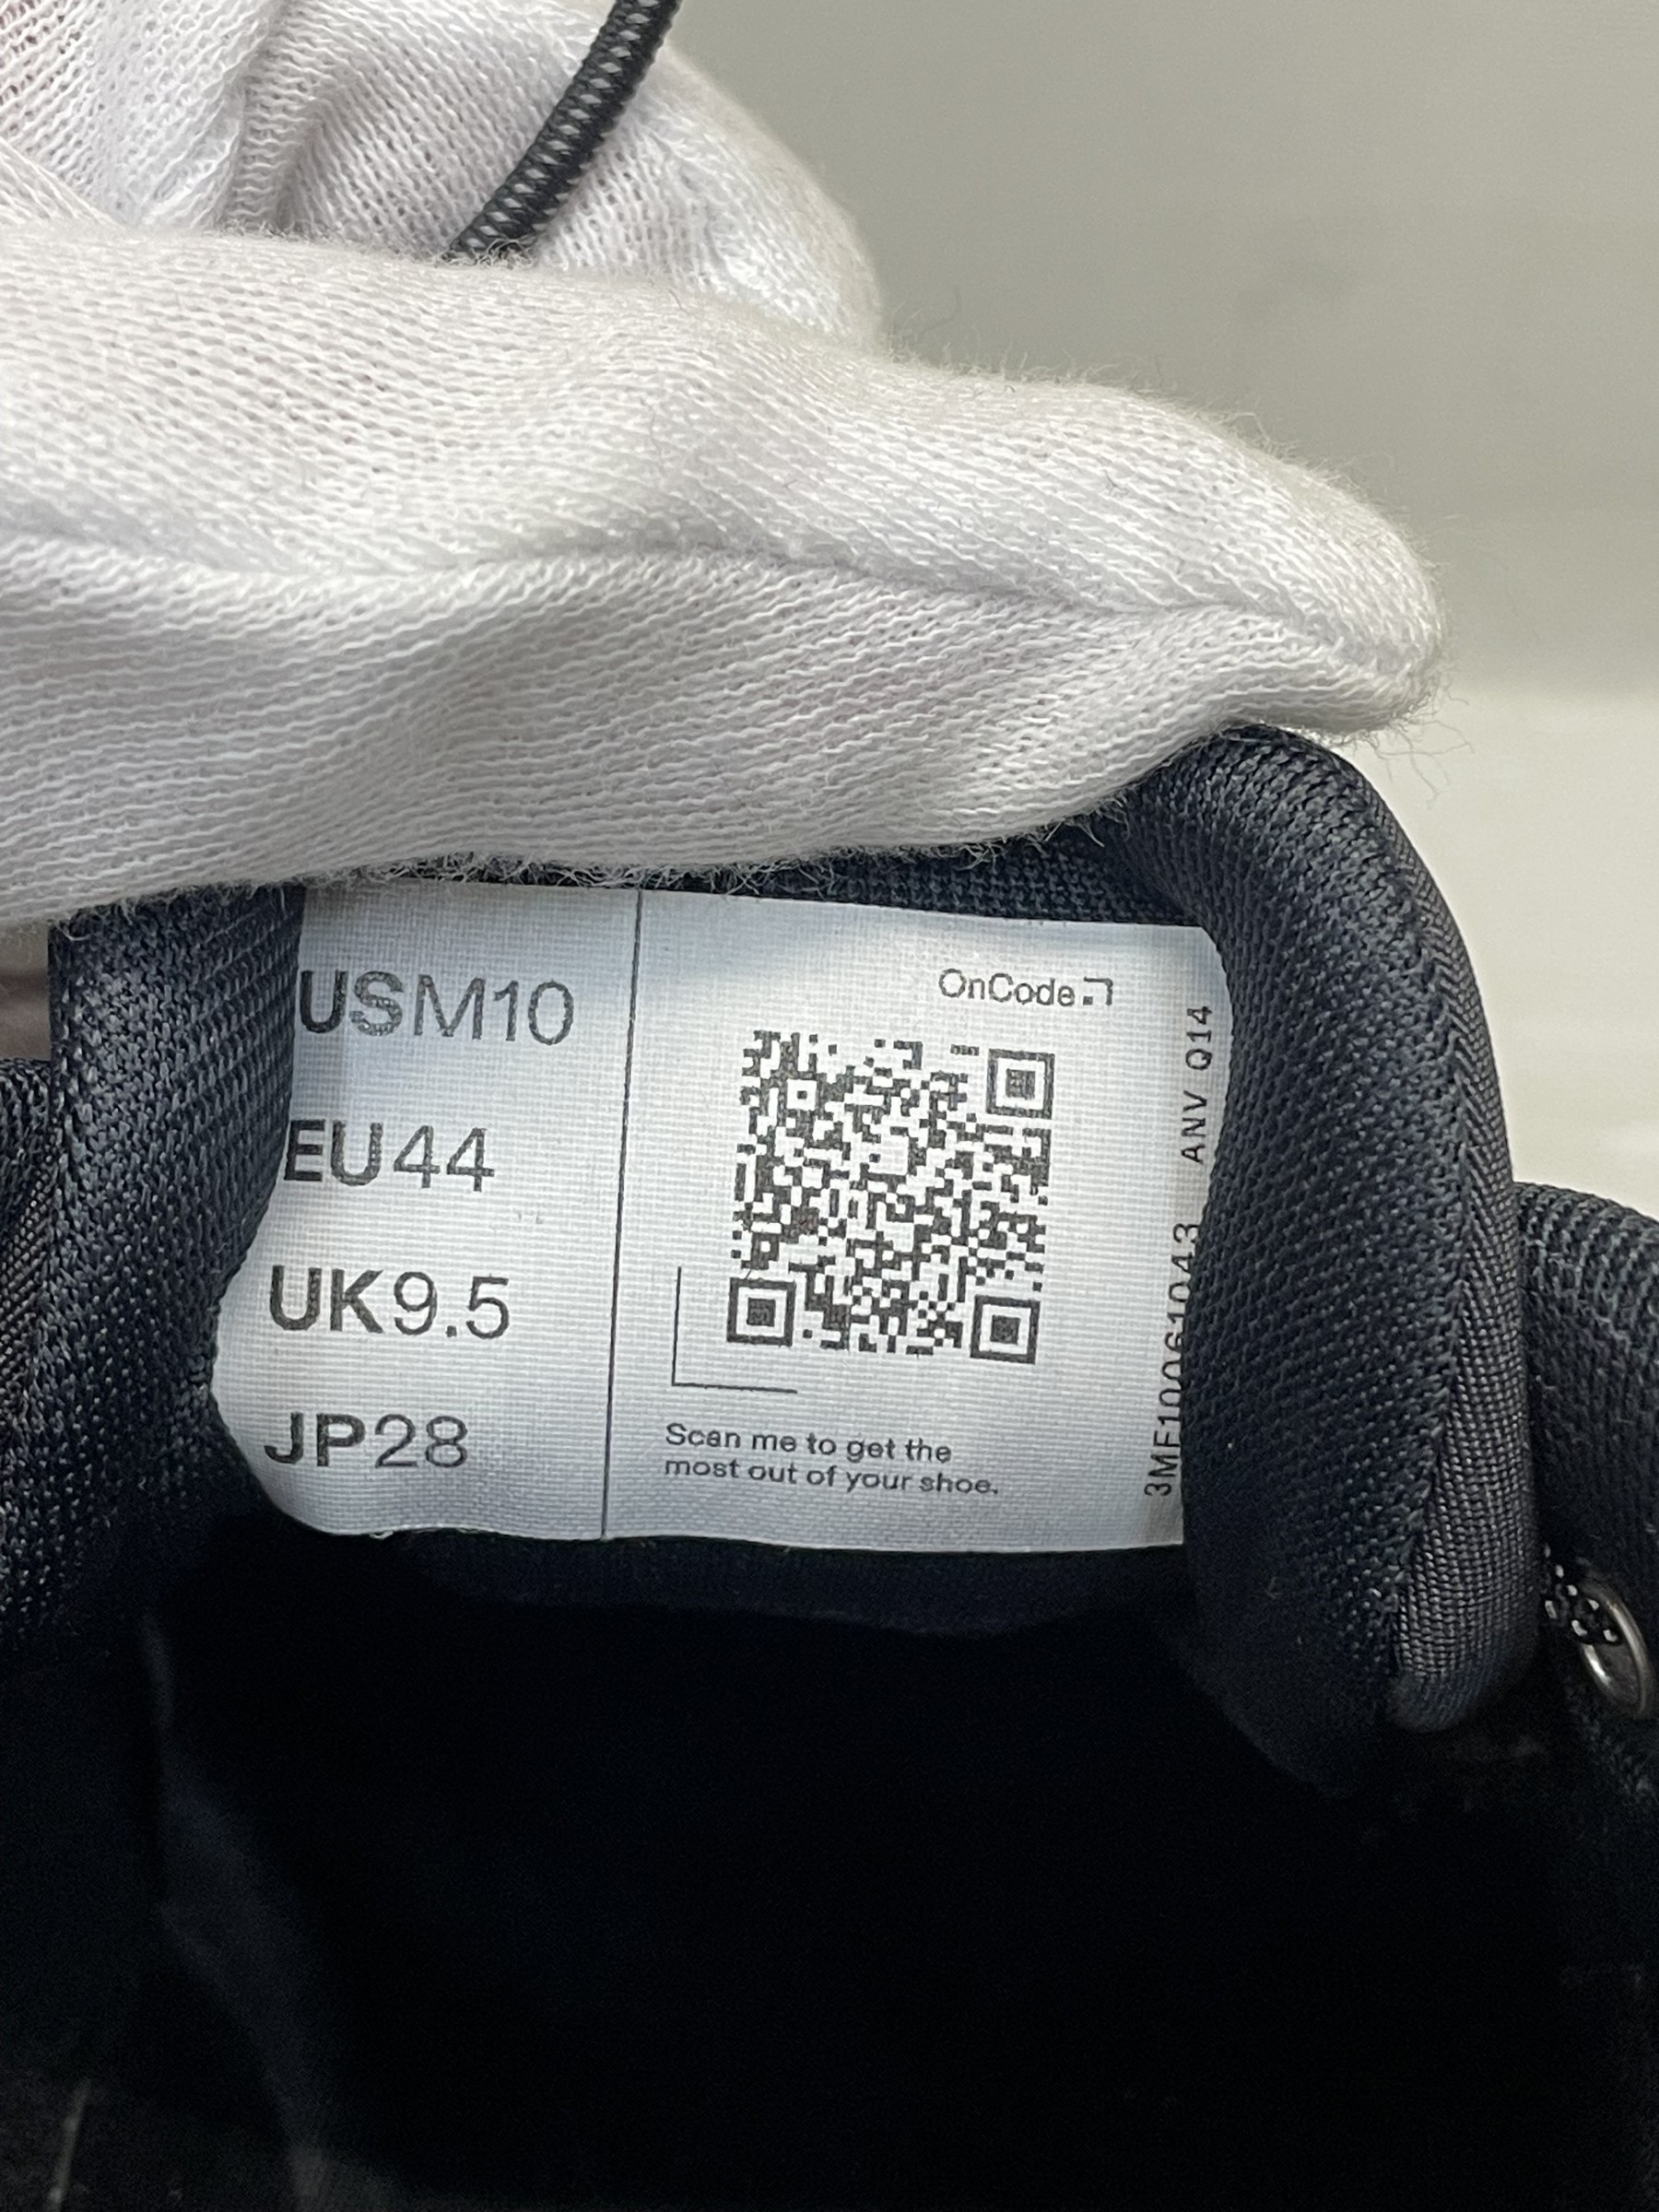 USM10
EU44
UK9.5
JP28
OnCode
Scan me to get the
most out of your shoe.
3MF10061043 ANV Q14